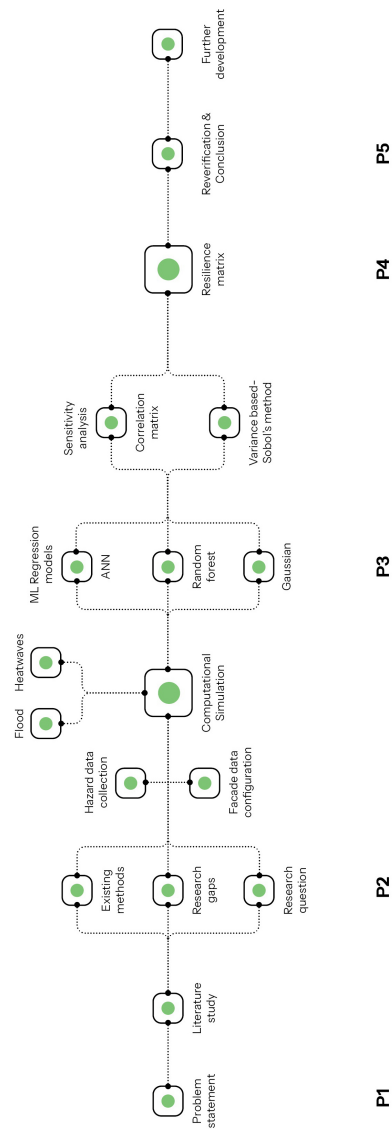 Problem
statement
Literature
study
Existing
methods
Research
gaps
Research
question
Hazard data
collection
Facade data
configuration
Flood
Heatwaves
Computational
Simulation
ML Regression
models
ANN
Random
forest
Gaussian
Sensitivity
analysis
Correlation
matrix
Variance based-
Sobol's method
Resilience
matrix
Reverification &
Conclusion
Further
development
P1
P2
P3
P4
P5